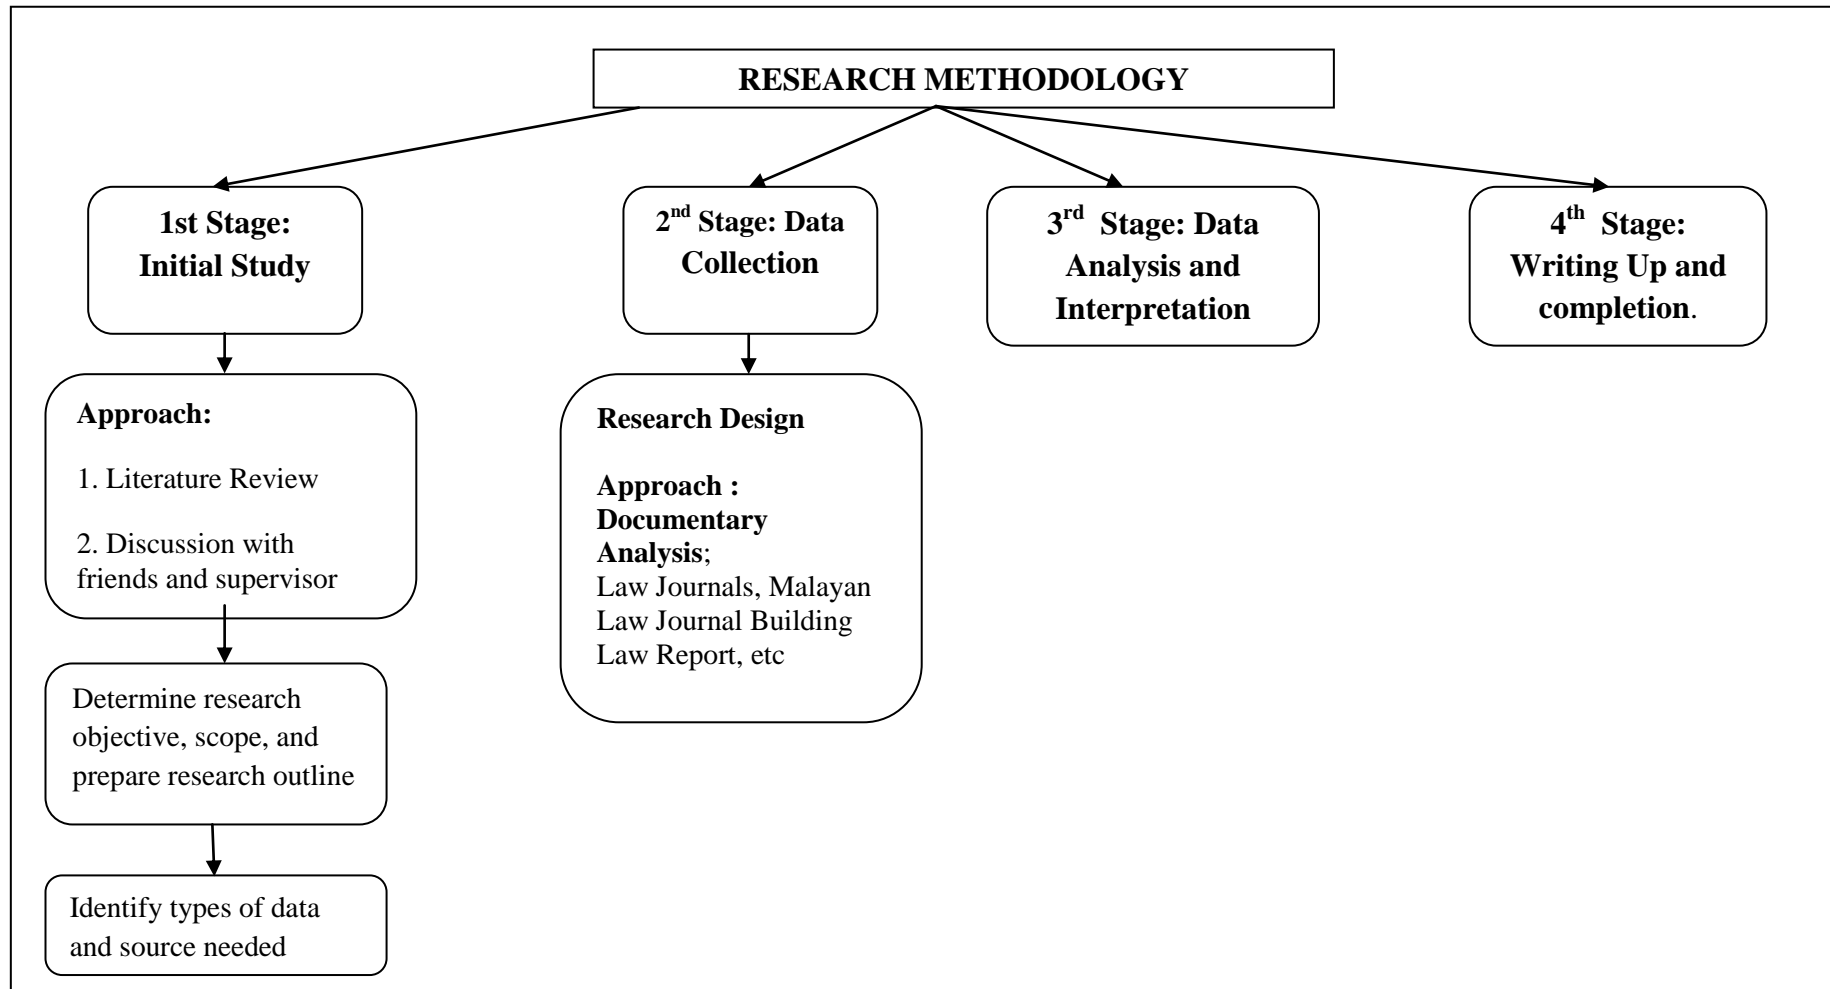 RESEARCH METHODOLOGY
1st Stage:
Initial Study
2nd Stage: Data
Collection
3rd Stage: Data
Analysis and
Interpretation
4th Stage:
Writing Up and
completion.
Approach:
1. Literature Review
2. Discussion with
friends and supervisor
Research Design
Approach :
Documentary
Analysis;
Law Journals, Malayan
Law Journal Building
Law Report, etc
Determine research
objective, scope, and
prepare research outline
Identify types of data
and source needed